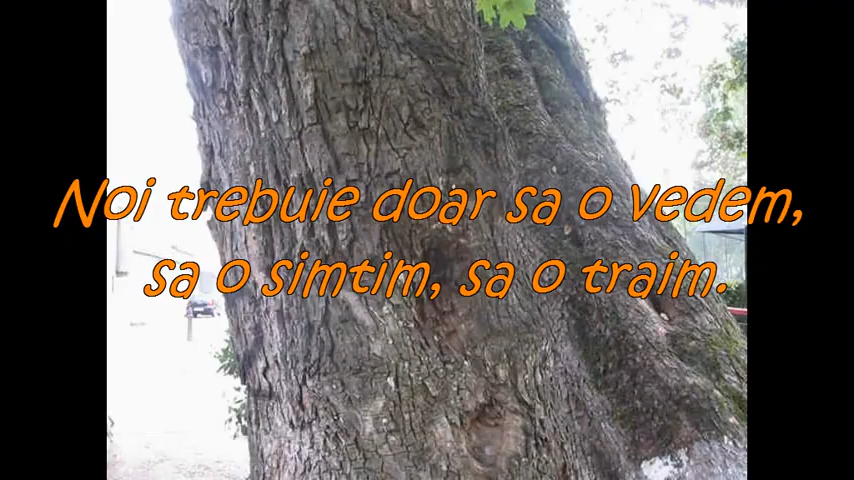 Noi trebuie doar sa o vedem,
sa o simtim, sa o traim.